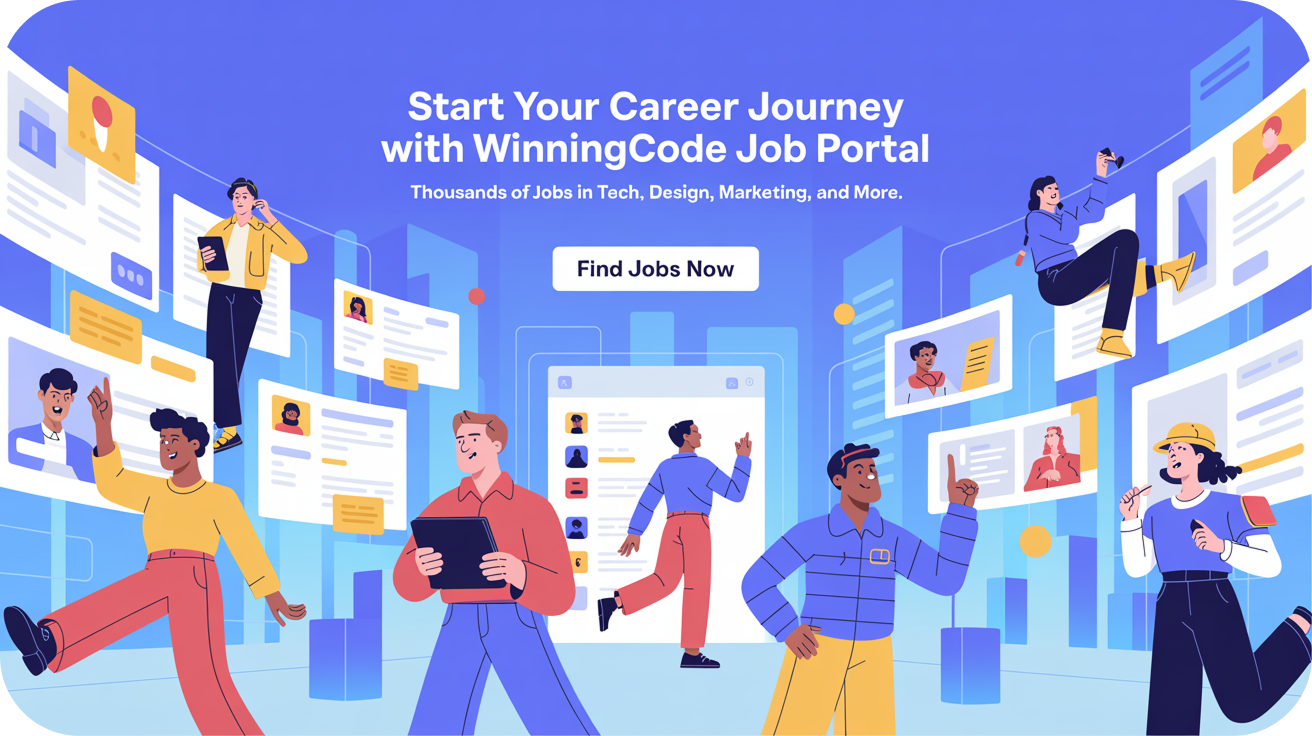 Start Your Career Journey
with WinningCode Job Portal
Thousands of Jobs in Tech, Design, Marketing, and More.
Find Jobs Now